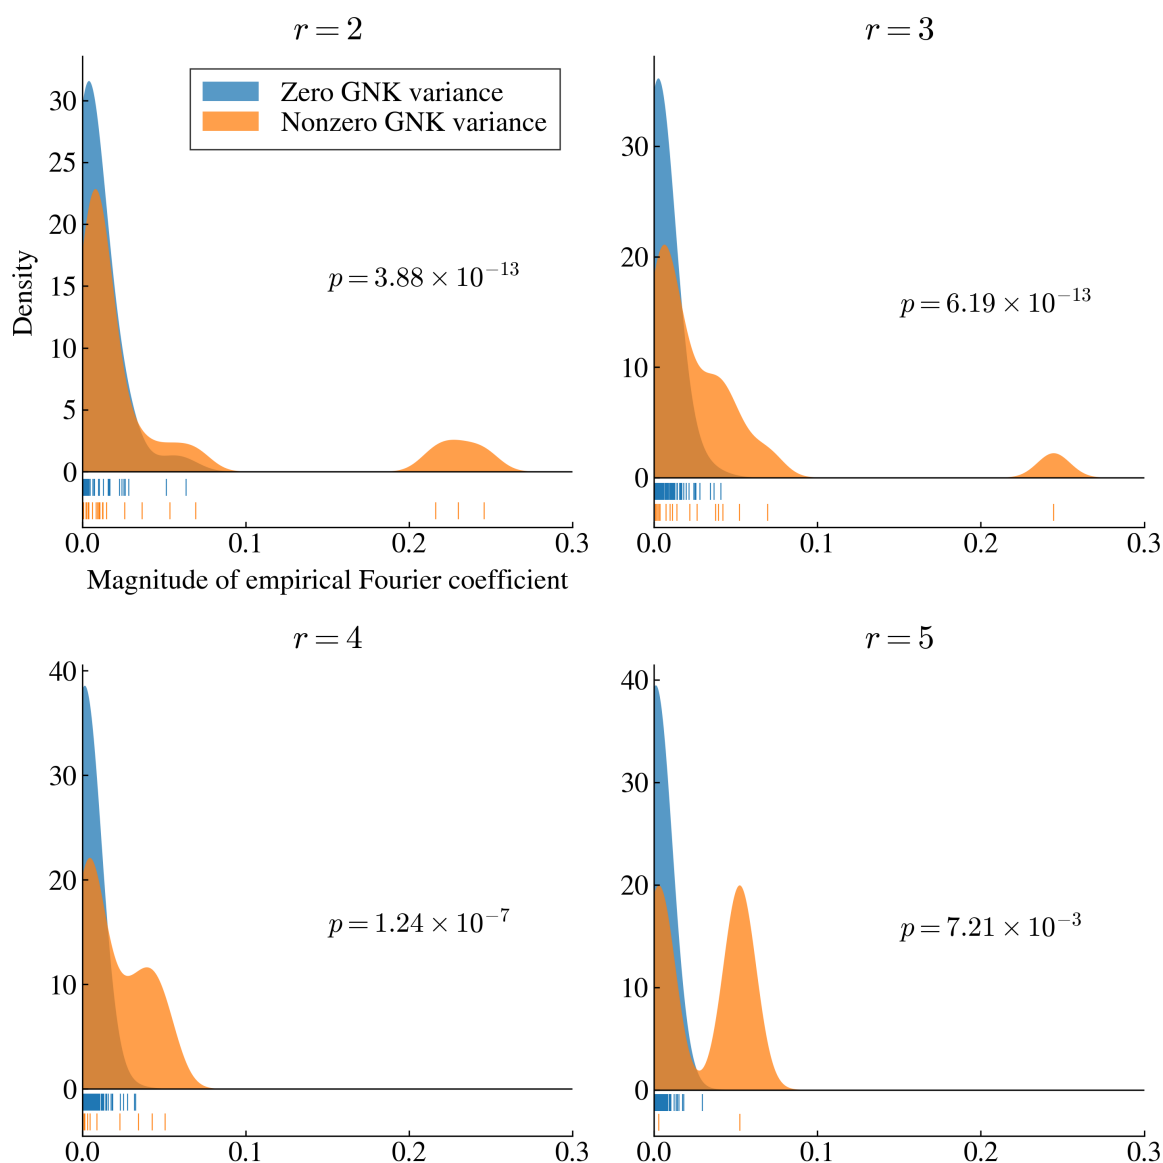 r = 2
Zero GNK variance
Nonzero GNK variance
p = 3.88 × 10⁻¹³
Density
30
25
20
15
10
5
0
0.0 0.1 0.2 0.3
Magnitude of empirical Fourier coefficient
r = 3
p = 6.19 × 10⁻¹³
30
20
10
0
0.0 0.1 0.2 0.3
r = 4
p = 1.24 × 10⁻⁷
40
30
20
10
0
0.0 0.1 0.2 0.3
r = 5
p = 7.21 × 10⁻³
40
30
20
10
0
0.0 0.1 0.2 0.3